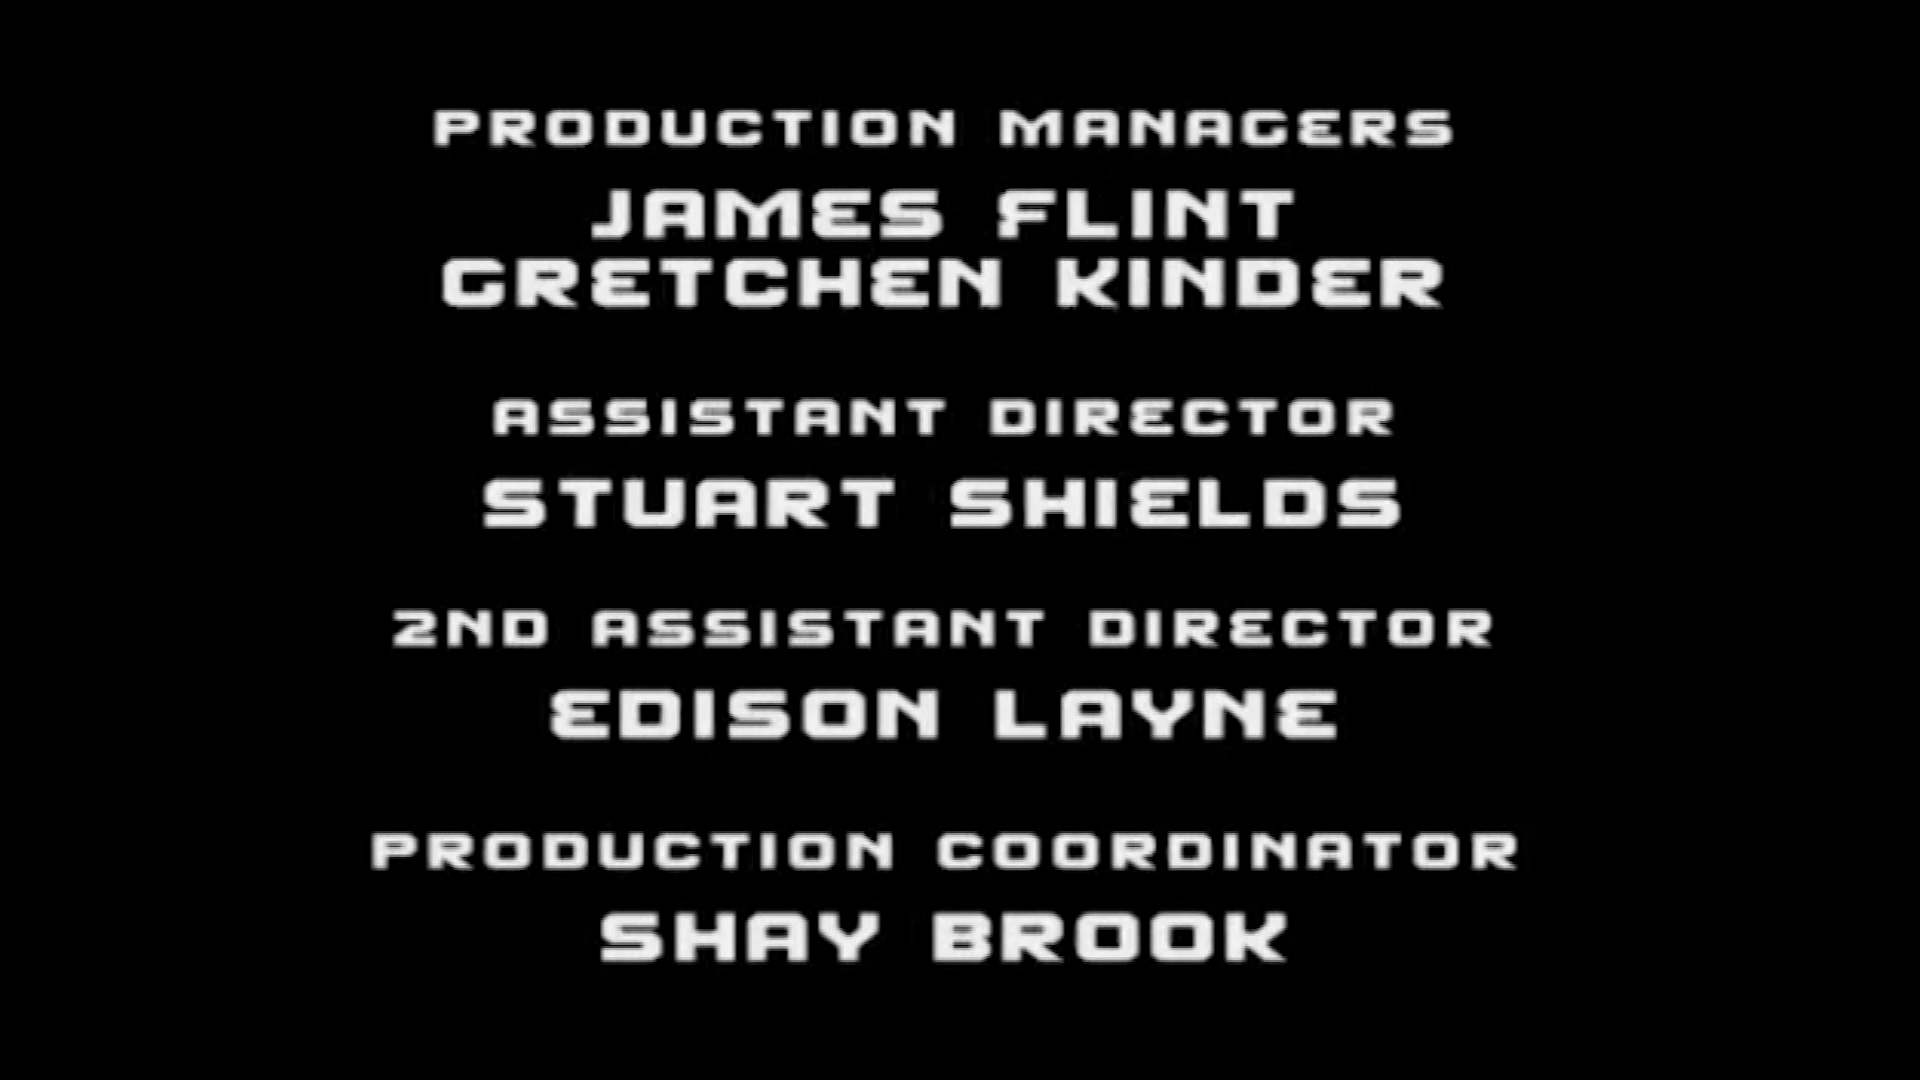 PRODUCTION MANAGERS
JAMES FLINT
GRETCHEN KINDER
ASSISTANT DIRECTOR
STUART SHIELDS
2ND ASSISTANT DIRECTOR
EDISON LAYNE
PRODUCTION COORDINATOR
SHAY BROOK